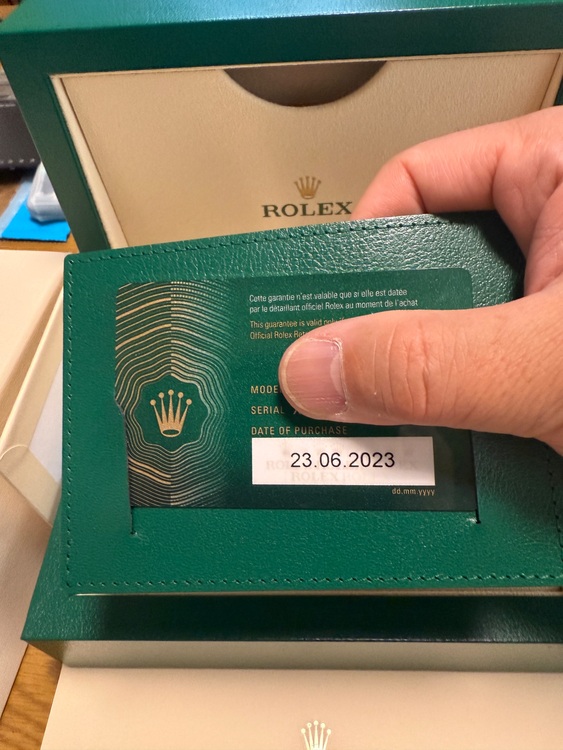 ROLEX
Cette garantie n'est valable que si elle est datée
par le détaillant officiel Rolex au moment de l'achat
This guarantee is valid
Official Rolex
SERIAL
DATE OF PURCHASE
23.06.2023
dd.mm.yyyy